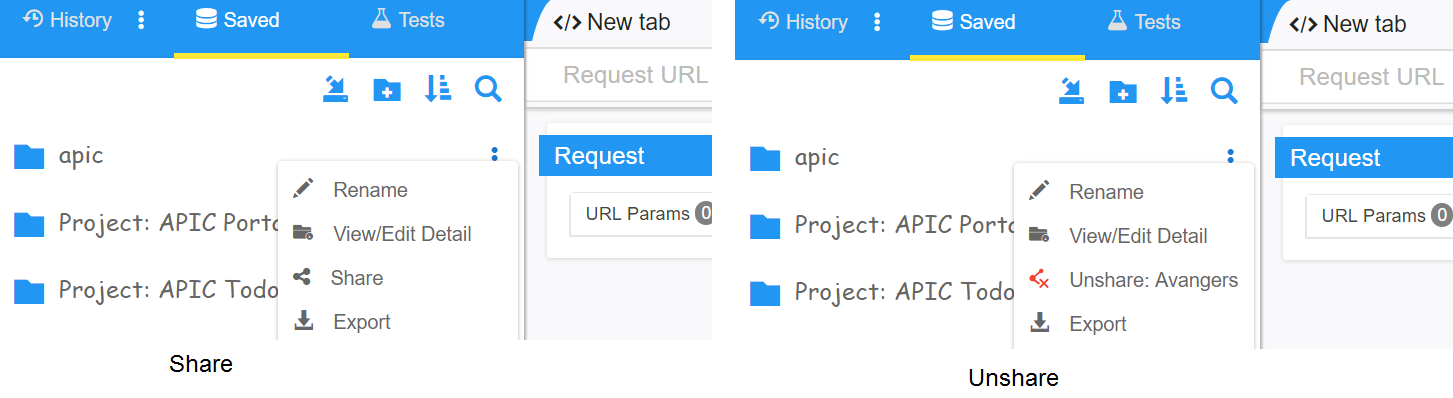 History
Saved
Tests
</> New tab
Request URL
apic
Rename
View/Edit Detail
Share
Export
Project: APIC Porto
Project: APIC Todo
Request
URL Params 0
Share
History
Saved
Tests
</> New tab
Request URL
apic
Rename
View/Edit Detail
Unshare: Avangers
Export
Project: APIC Porto
Project: APIC Todo
Request
URL Params 0
Unshare